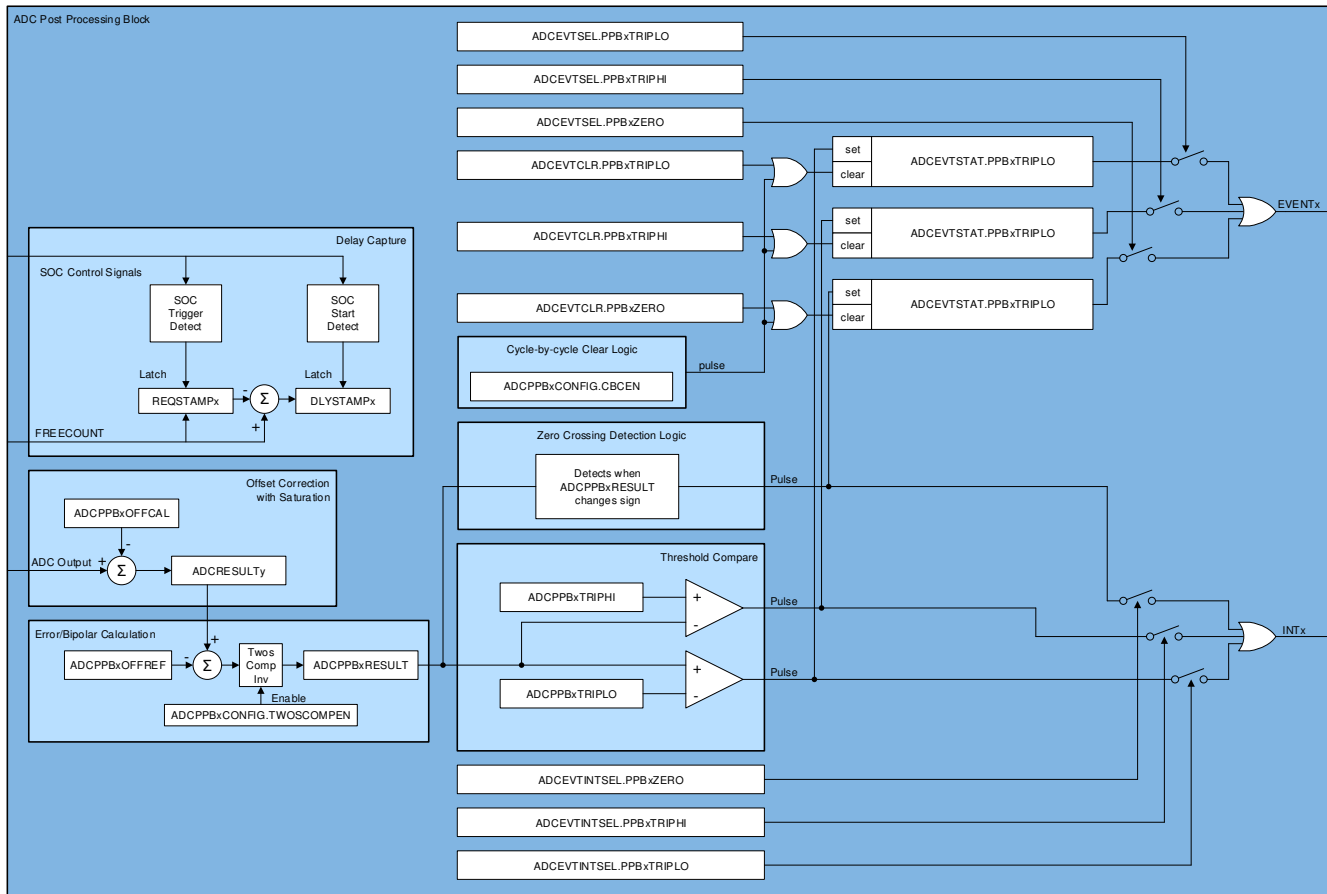 ADC Post Processing Block
ADCEVTSEL.PPBxTRIPLO
ADCEVTSEL.PPBxTRIPHI
ADCEVTSEL.PPBxZERO
ADCEVTCLR.PPBxTRIPLO
set
clear
ADCEVTSTAT.PPBxTRIPLO
EVENTx
ADCEVTCLR.PPBxTRIPHI
set
clear
ADCEVTSTAT.PPBxTRIPLO
ADCEVTCLR.PPBxZERO
set
clear
ADCEVTSTAT.PPBxTRIPLO
Delay Capture
SOC Control Signals
SOC
Trigger
Detect
SOC
Start
Detect
Latch
Latch
REQSTAMPx
-
Σ
+
DLYSTAMPx
FREECOUNT
Cycle-by-cycle Clear Logic
ADCPPBxCONFIG.CBCEN
pulse
Zero Crossing Detection Logic
Detects when
ADCPPBxRESULT
changes sign
Pulse
Offset Correction
with Saturation
ADCPPBxOFFCAL
-
ADC Output
+
Σ
ADCRESULTy
Threshold Compare
ADCPPBxTRIPHI
+
-
Pulse
+
-
Pulse
ADCPPBxTRIPLO
Error/Bipolar Calculation
+
ADCPPBxOFFREF
-
Σ
Twos
Comp
Inv
ADCPPBxRESULT
Enable
ADCPPBxCONFIG.TWOSCOMPEN
INTx
ADCEVTINTSEL.PPBxZERO
ADCEVTINTSEL.PPBxTRIPHI
ADCEVTINTSEL.PPBxTRIPLO